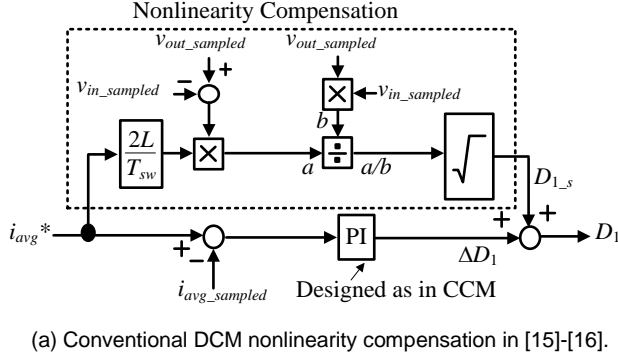 Nonlinearity Compensation
v_out_sampled
v_out_sampled
+
−
v_in_sampled
×
v_in_sampled
b
2L
T_sw
×
a
÷
a/b
√
D_1_s
i_avg*
+
−
PI
ΔD_1
+
+
D_1
i_avg_sampled
Designed as in CCM
(a) Conventional DCM nonlinearity compensation in [15]-[16].